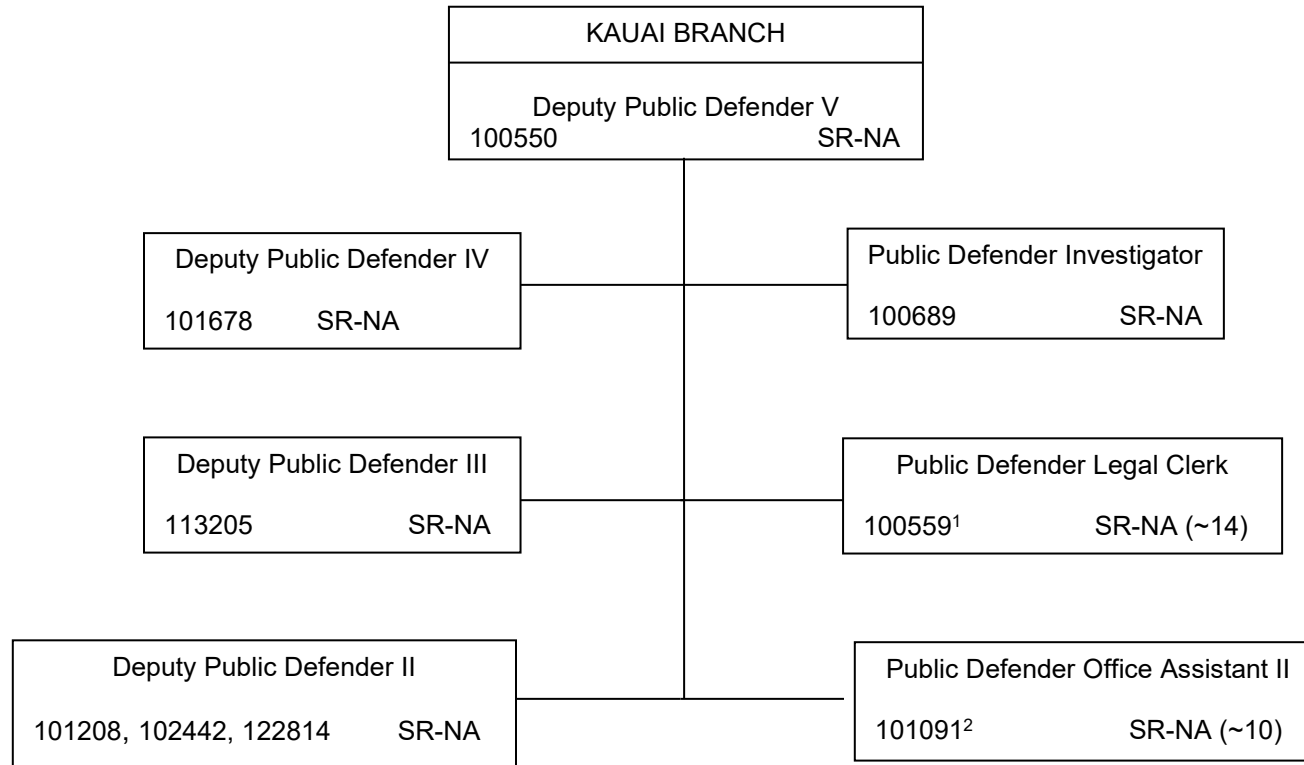 KAUAI BRANCH
Deputy Public Defender V
100550 SR-NA
Deputy Public Defender IV
101678 SR-NA
Public Defender Investigator
100689 SR-NA
Deputy Public Defender III
113205 SR-NA
Public Defender Legal Clerk
100559¹ SR-NA (~14)
Deputy Public Defender II
101208, 102442, 122814 SR-NA
Public Defender Office Assistant II
101091² SR-NA (~10)